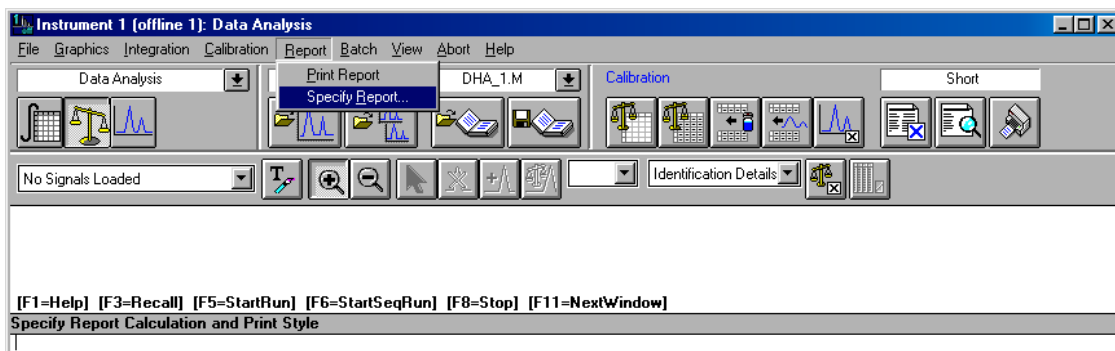 Instrument 1 (offline 1): Data Analysis
File Graphics Integration Calibration Report Batch View Abort Help
Data Analysis
Print Report
Specify Report...
DHA_1.M
Calibration
Short
No Signals Loaded
Identification Details
[F1=Help] [F3=Recall] [F5=StartRun] [F6=StartSeqRun] [F8=Stop] [F11=NextWindow]
Specify Report Calculation and Print Style